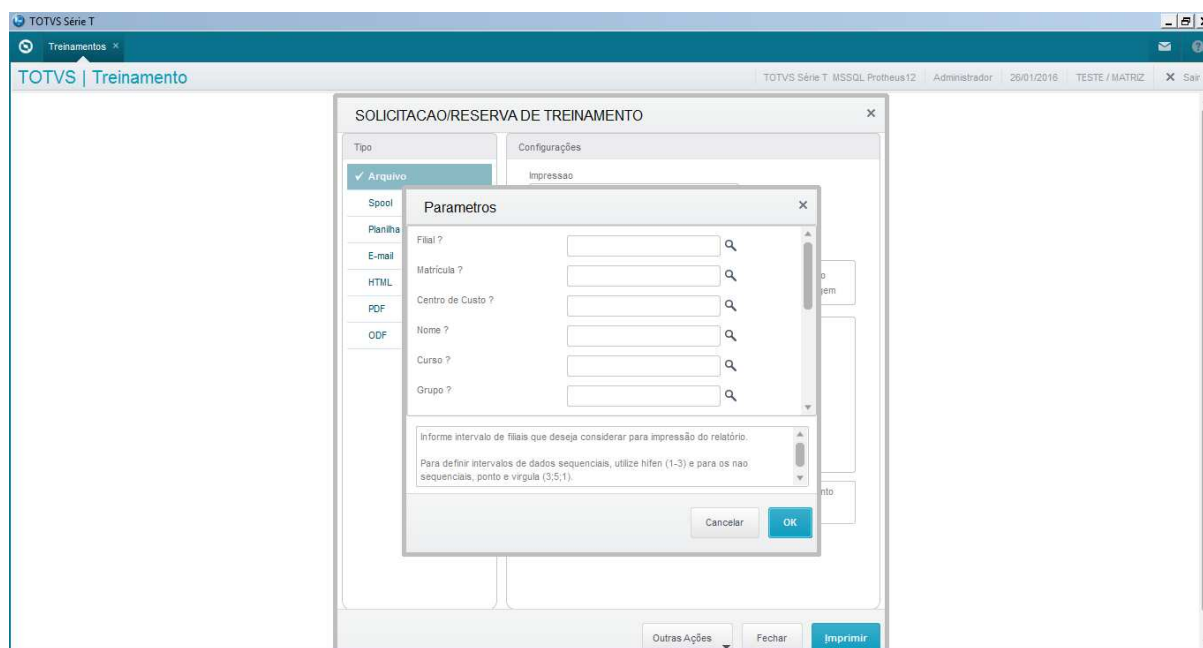 TOTVS Série T
Treinamentos ×
TOTVS | Treinamento
TOTVS Série T MSSQL Protheus12 Administrador 26/01/2016 TESTE / MATRIZ Sair
SOLICITACAO/RESERVA DE TREINAMENTO
Tipo
Configurações
Arquivo
Impressao
Spool
Planilha
E-mail
HTML
PDF
ODF
Parametros
Filial ?
Matrícula ?
Centro de Custo ?
Nome ?
Curso ?
Grupo ?
Informe intervalo de filiais que deseja considerar para impressão do relatório.
Para definir intervalos de dados sequenciais, utilize hifen (1-3) e para os nao
sequenciais, ponto e virgula (3;5;1).
Cancelar
OK
Outras Ações
Fechar
Imprimir